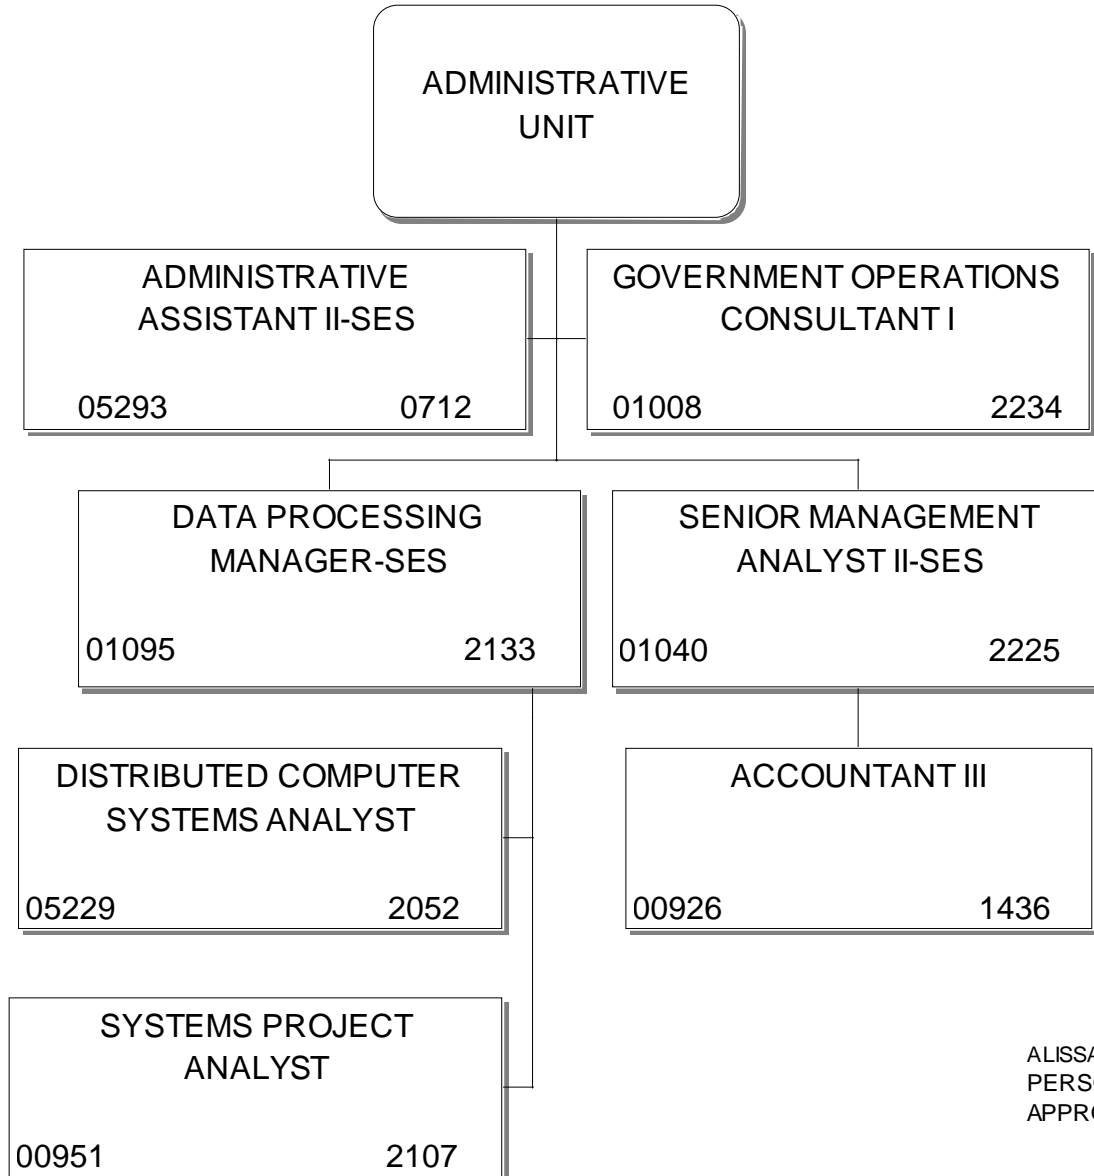 ADMINISTRATIVE
UNIT
ADMINISTRATIVE
ASSISTANT II-SES
05293 0712
GOVERNMENT OPERATIONS
CONSULTANT I
01008 2234
DATA PROCESSING
MANAGER-SES
01095 2133
SENIOR MANAGEMENT
ANALYST II-SES
01040 2225
DISTRIBUTED COMPUTER
SYSTEMS ANALYST
05229 2052
ACCOUNTANT III
00926 1436
SYSTEMS PROJECT
ANALYST
00951 2107
ALISSA